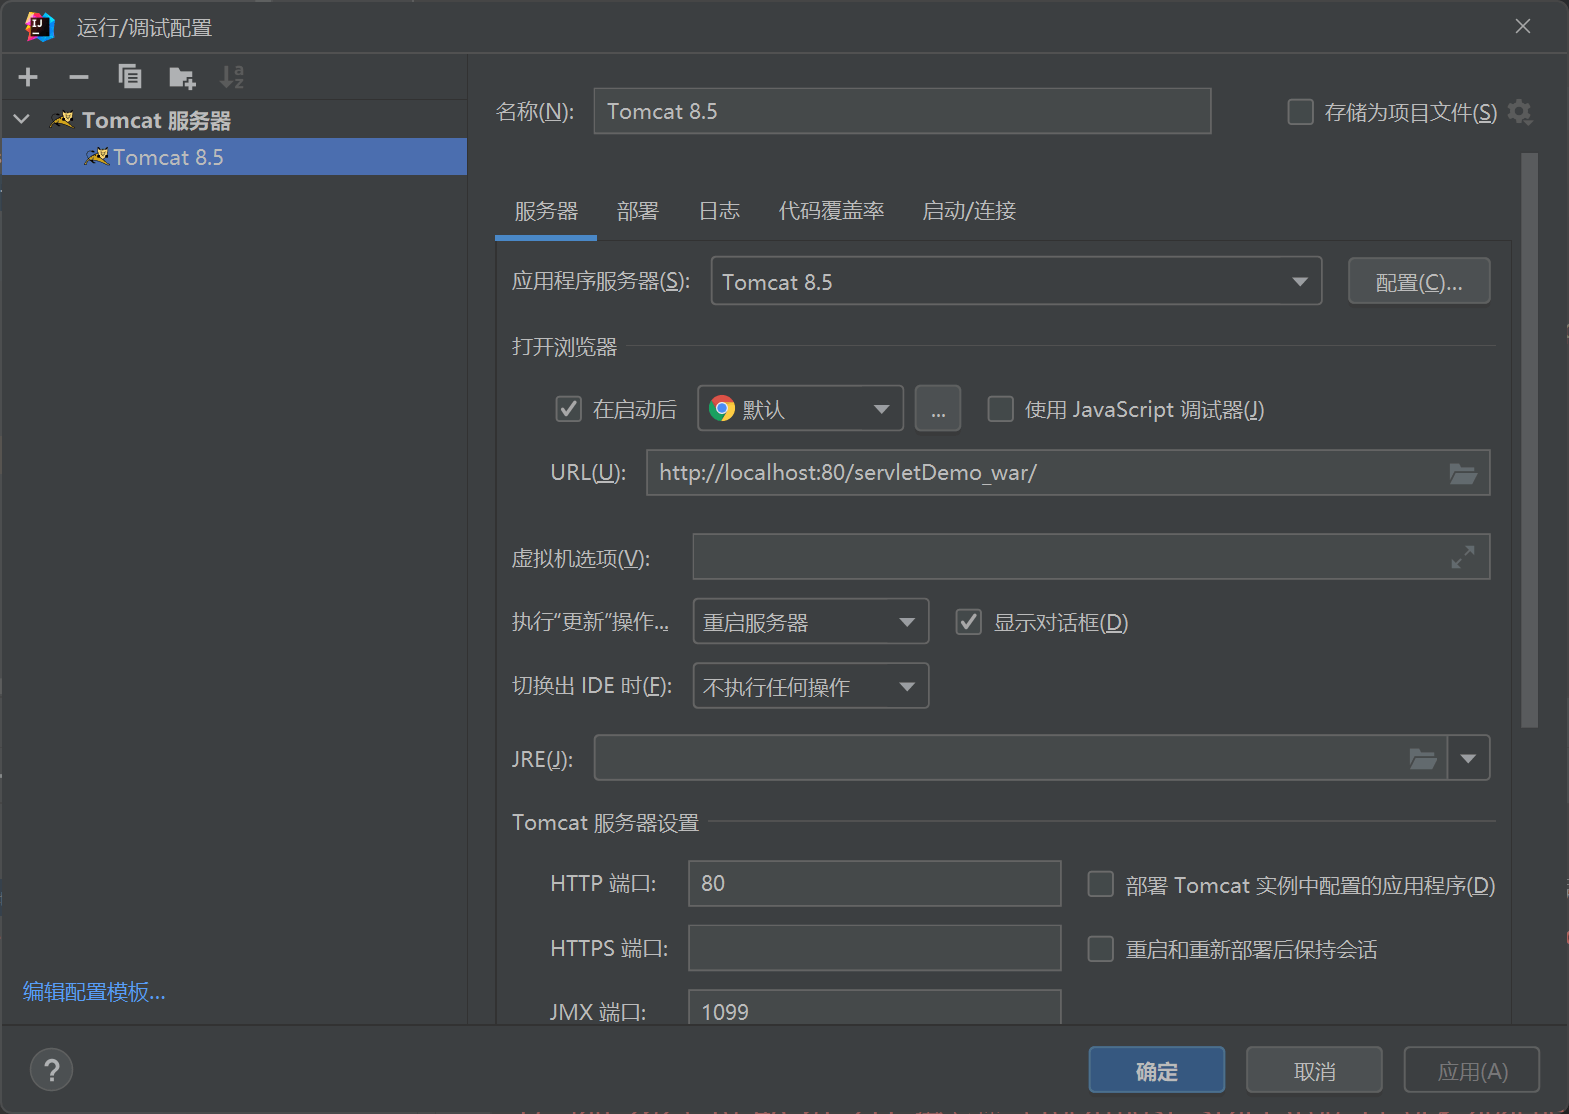 运行/调试配置
Tomcat 服务器
Tomcat 8.5
名称(N): Tomcat 8.5 存储为项目文件(S)
服务器 部署 日志 代码覆盖率 启动/连接
应用程序服务器(S): Tomcat 8.5 配置(C)...
打开浏览器
在启动后 默认 ... 使用 JavaScript 调试器(J)
URL(U): http://localhost:80/servletDemo_war/
虚拟机选项(V):
执行“更新”操作... 重启服务器 显示对话框(D)
切换出 IDE 时(F): 不执行任何操作
JRE(J):
Tomcat 服务器设置
HTTP 端口: 80 部署 Tomcat 实例中配置的应用程序(D)
HTTPS 端口: 重启和重新部署后保持会话
JMX 端口: 1099
编辑配置模板...
? 确定 取消 应用(A)